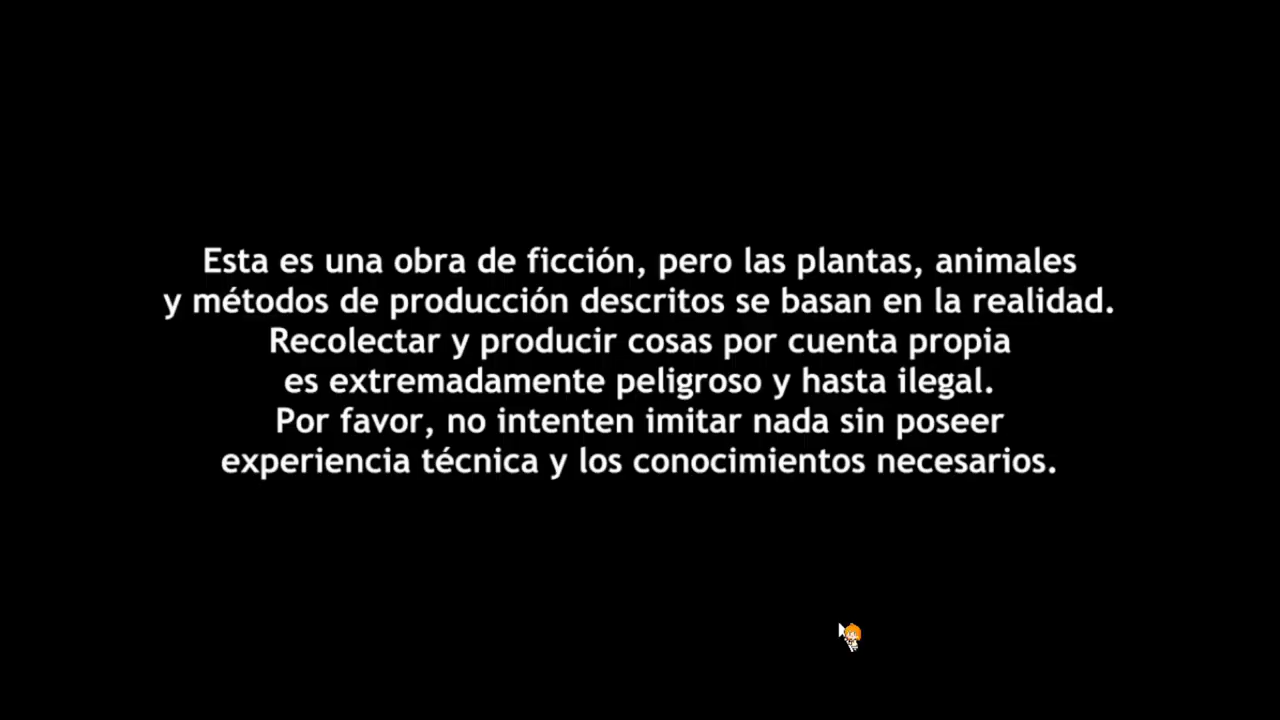 Esta es una obra de ficción, pero las plantas, animales
y métodos de producción descritos se basan en la realidad.
Recolectar y producir cosas por cuenta propia
es extremadamente peligroso y hasta ilegal.
Por favor, no intenten imitar nada sin poseer
experiencia técnica y los conocimientos necesarios.